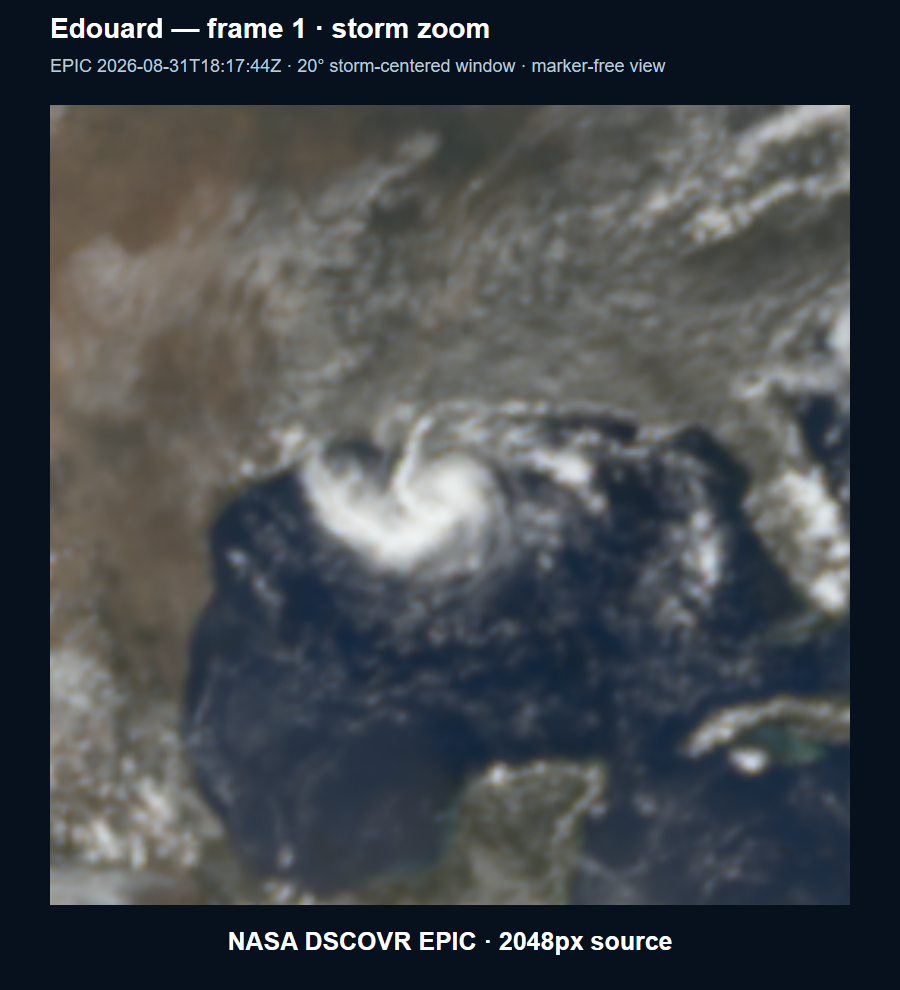 Edouard — frame 1 · storm zoom
EPIC 2026-08-31T18:17:44Z · 20° storm-centered window · marker-free view
NASA DSCOVR EPIC · 2048px source